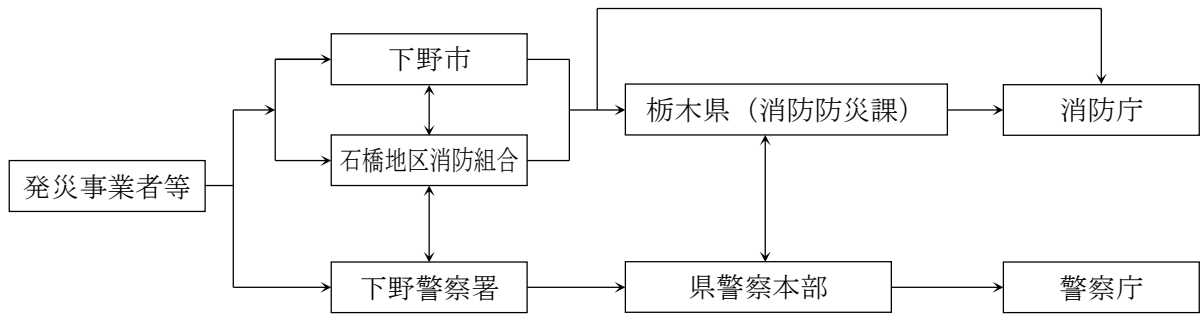 下野市
栃木県（消防防災課）
消防庁
石橋地区消防組合
発災事業者等
下野警察署
県警察本部
警察庁